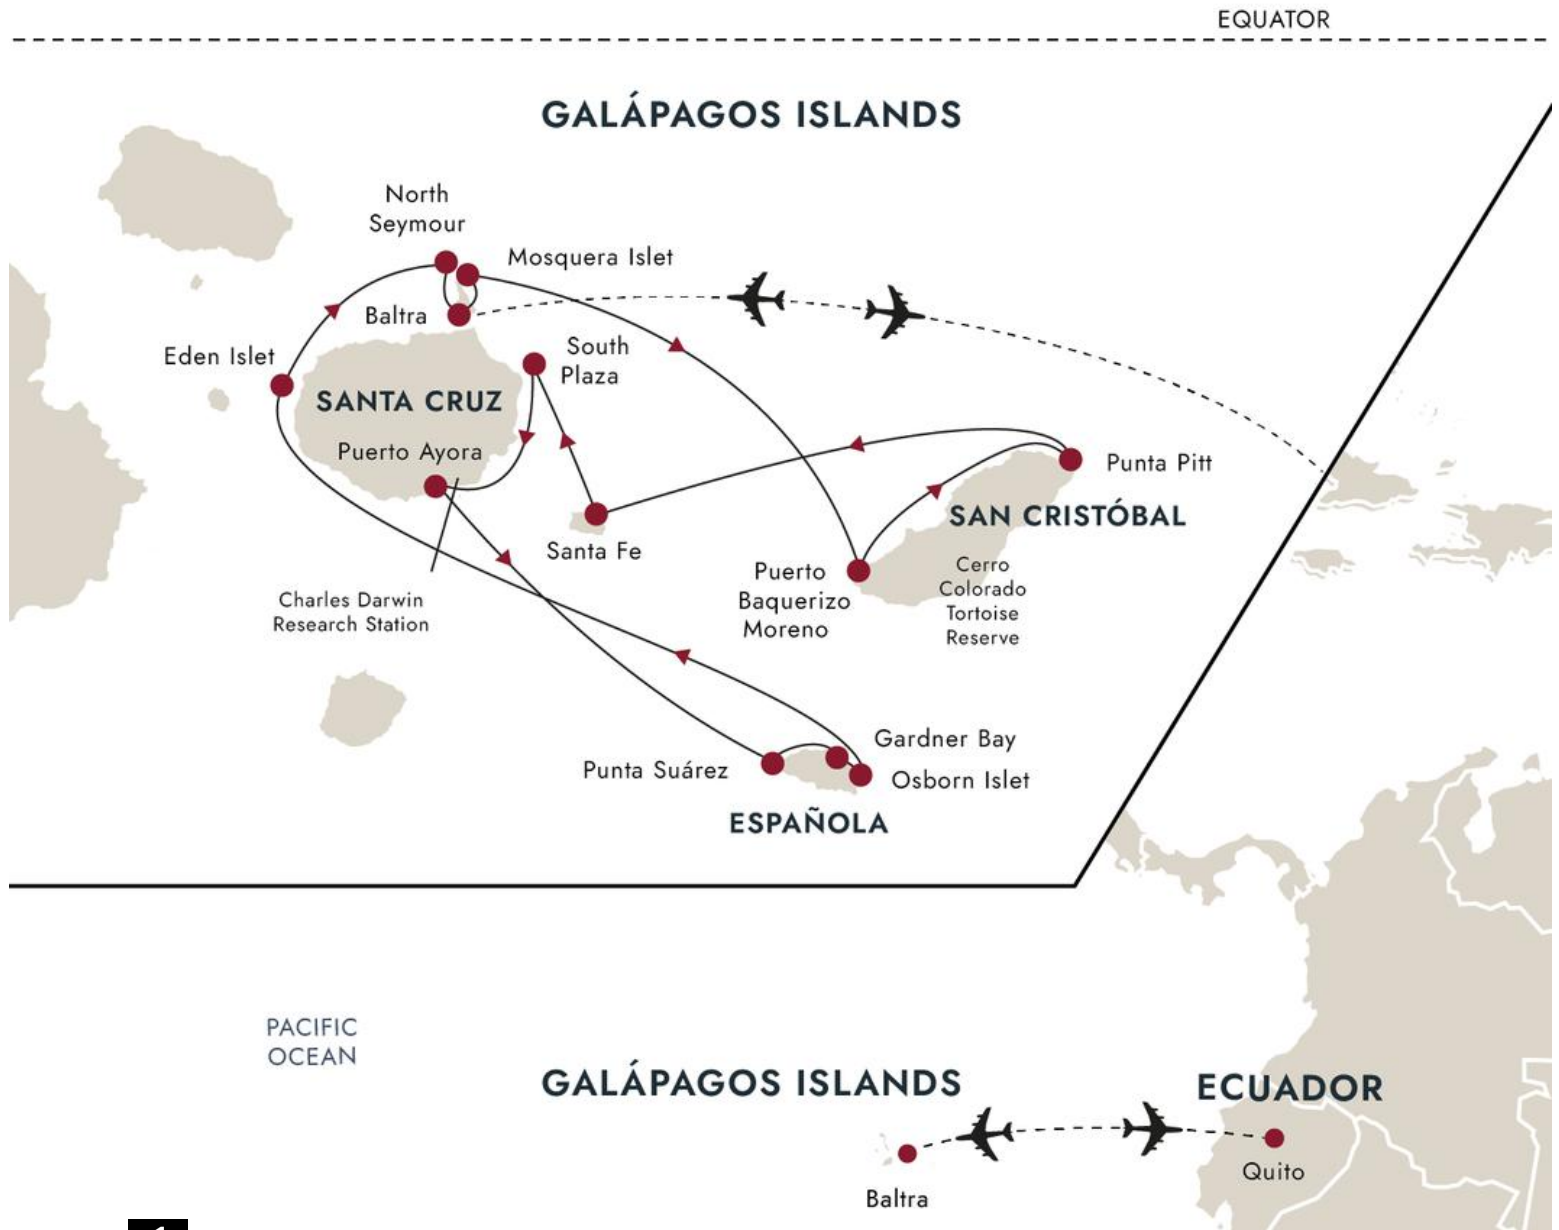 EQUATOR
GALÁPAGOS ISLANDS
North
Seymour
Mosquera Islet
Baltra
South
Plaza
Eden Islet
SANTA CRUZ
Puerto Ayora
Punta Pitt
SAN CRISTÓBAL
Santa Fe
Puerto
Baquerizo
Moreno
Cerro
Colorado
Tortoise
Reserve
Charles Darwin
Research Station
Gardner Bay
Punta Suárez
Osborn Islet
ESPAÑOLA
PACIFIC
OCEAN
GALÁPAGOS ISLANDS
ECUADOR
Quito
Baltra